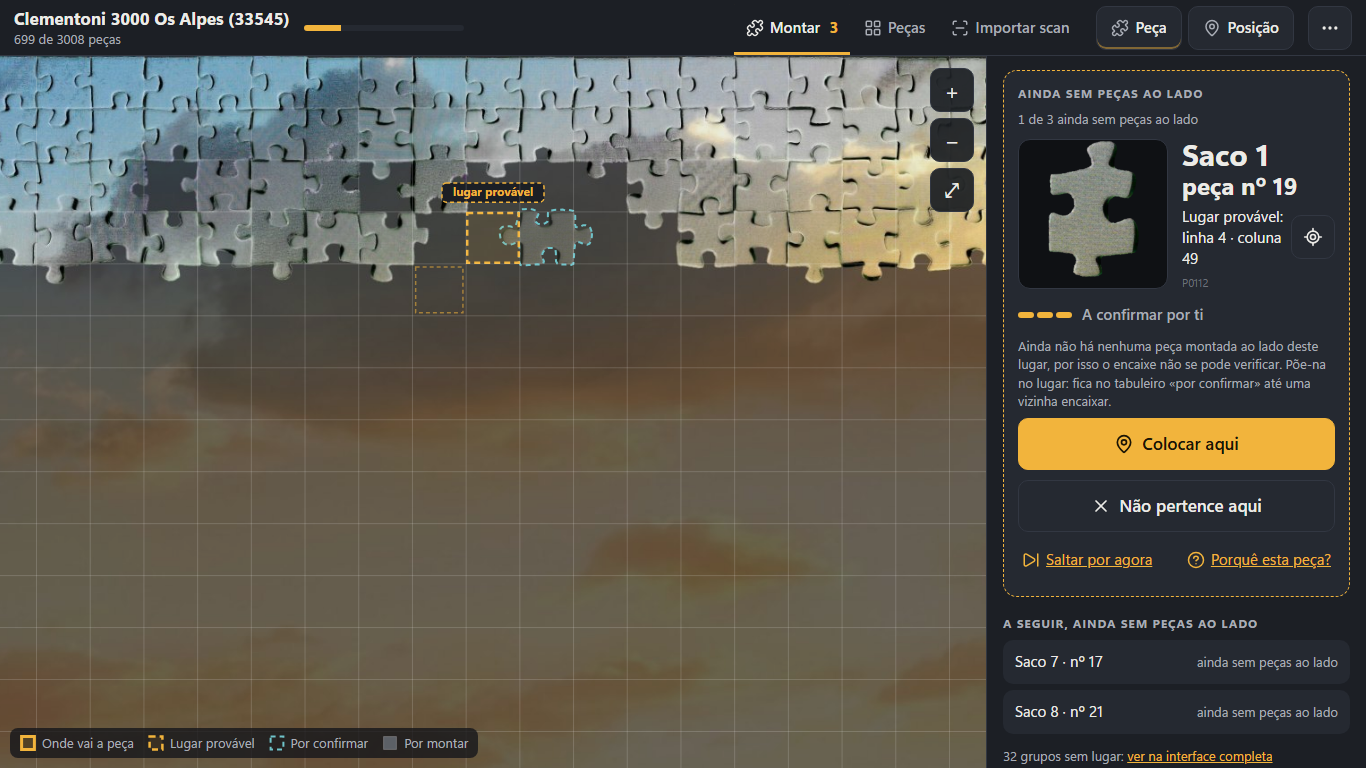 Clementoni 3000 Os Alpes (33545)
699 de 3008 peças
Montar 3
Peças
Importar scan
Peça
Posição
lugar provável
AINDA SEM PEÇAS AO LADO
1 de 3 ainda sem peças ao lado
Saco 1
peça nº 19
Lugar provável:
linha 4 · coluna
49
P0112
A confirmar por ti
Ainda não há nenhuma peça montada ao lado deste
lugar, por isso o encaixe não se pode verificar. Põe-na
no lugar: fica no tabuleiro «por confirmar» até uma
vizinha encaixar.
Colocar aqui
Não pertence aqui
Saltar por agora
Porquê esta peça?
A SEGUIR, AINDA SEM PEÇAS AO LADO
Saco 7 · nº 17 ainda sem peças ao lado
Saco 8 · nº 21 ainda sem peças ao lado
32 grupos sem lugar: ver na interface completa
Onde vai a peça
Lugar provável
Por confirmar
Por montar